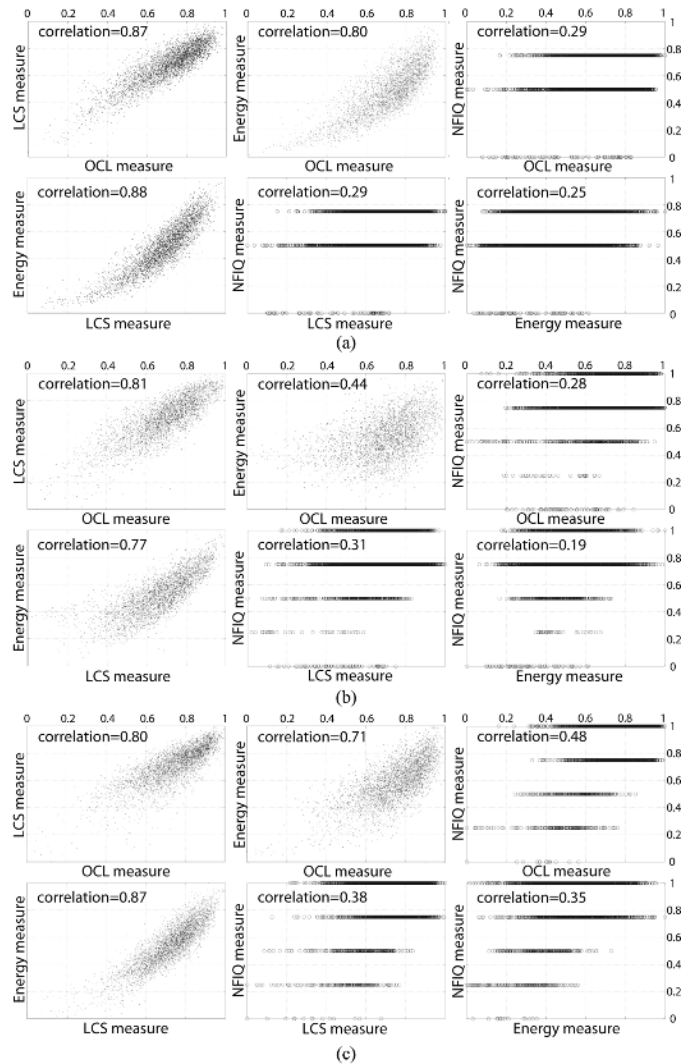 0 0.2 0.4 0.6 0.8 1 0 0.2 0.4 0.6 0.8 1 0 0.2 0.4 0.6 0.8 1
correlation=0.87 correlation=0.80 correlation=0.29
LCS measure Energy measure NFIQ measure
1
0.8
0.6
0.4
0.2
0
OCL measure OCL measure OCL measure
correlation=0.88 correlation=0.29 correlation=0.25
Energy measure NFIQ measure NFIQ measure
1
0.8
0.6
0.4
0.2
0
LCS measure LCS measure Energy measure
(a)
0 0.2 0.4 0.6 0.8 1 0 0.2 0.4 0.6 0.8 1 0 0.2 0.4 0.6 0.8 1
correlation=0.81 correlation=0.44 correlation=0.28
LCS measure Energy measure NFIQ measure
1
0.8
0.6
0.4
0.2
0
OCL measure OCL measure OCL measure
correlation=0.77 correlation=0.31 correlation=0.19
Energy measure NFIQ measure NFIQ measure
1
0.8
0.6
0.4
0.2
0
LCS measure LCS measure Energy measure
(b)
0 0.2 0.4 0.6 0.8 1 0 0.2 0.4 0.6 0.8 1 0 0.2 0.4 0.6 0.8 1
correlation=0.80 correlation=0.71 correlation=0.48
LCS measure Energy measure NFIQ measure
1
0.8
0.6
0.4
0.2
0
OCL measure OCL measure OCL measure
correlation=0.87 correlation=0.38 correlation=0.35
Energy measure NFIQ measure NFIQ measure
1
0.8
0.6
0.4
0.2
0
LCS measure LCS measure Energy measure
(c)